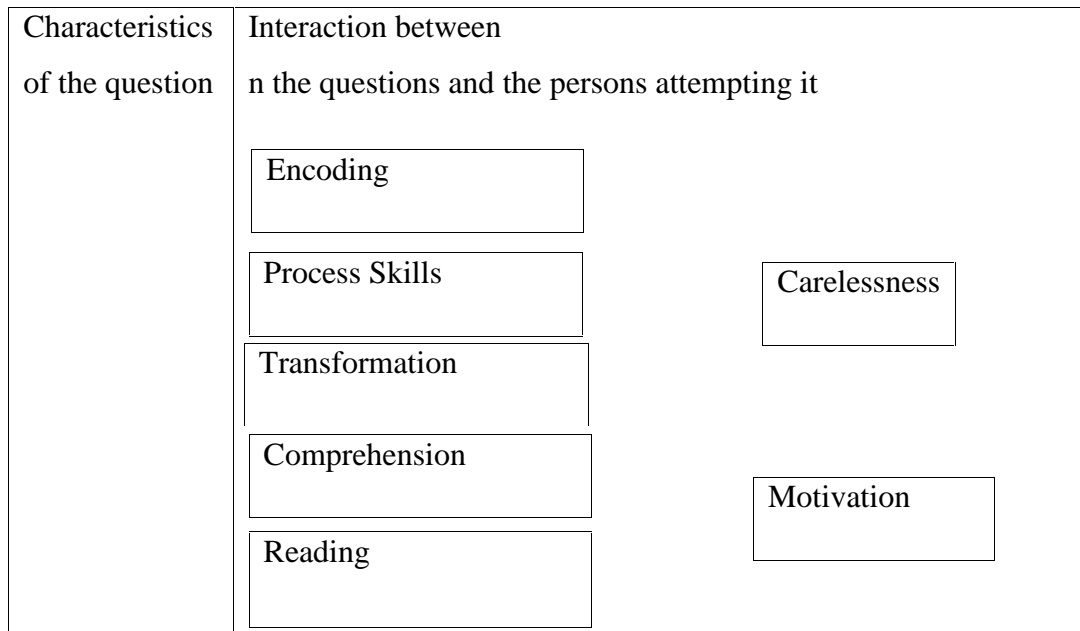 Characteristics
of the question
Interaction between
n the questions and the persons attempting it
Encoding
Process Skills
Carelessness
Transformation
Comprehension
Motivation
Reading